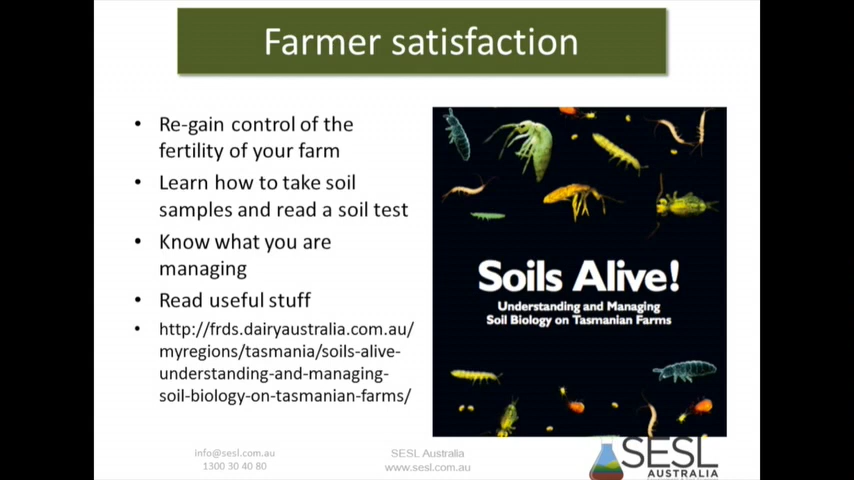 Farmer satisfaction
• Re-gain control of the
fertility of your farm
• Learn how to take soil
samples and read a soil test
• Know what you are
managing
• Read useful stuff
• http://frds.dairyaustralia.com.au/
myregions/tasmania/soils-alive-
understanding-and-managing-
soil-biology-on-tasmanian-farms/
Soils Alive!
Understanding and Managing
Soil Biology on Tasmanian Farms
info@sesl.com.au
1300 30 40 80
SESL Australia
www.sesl.com.au
SESL
AUSTRALIA